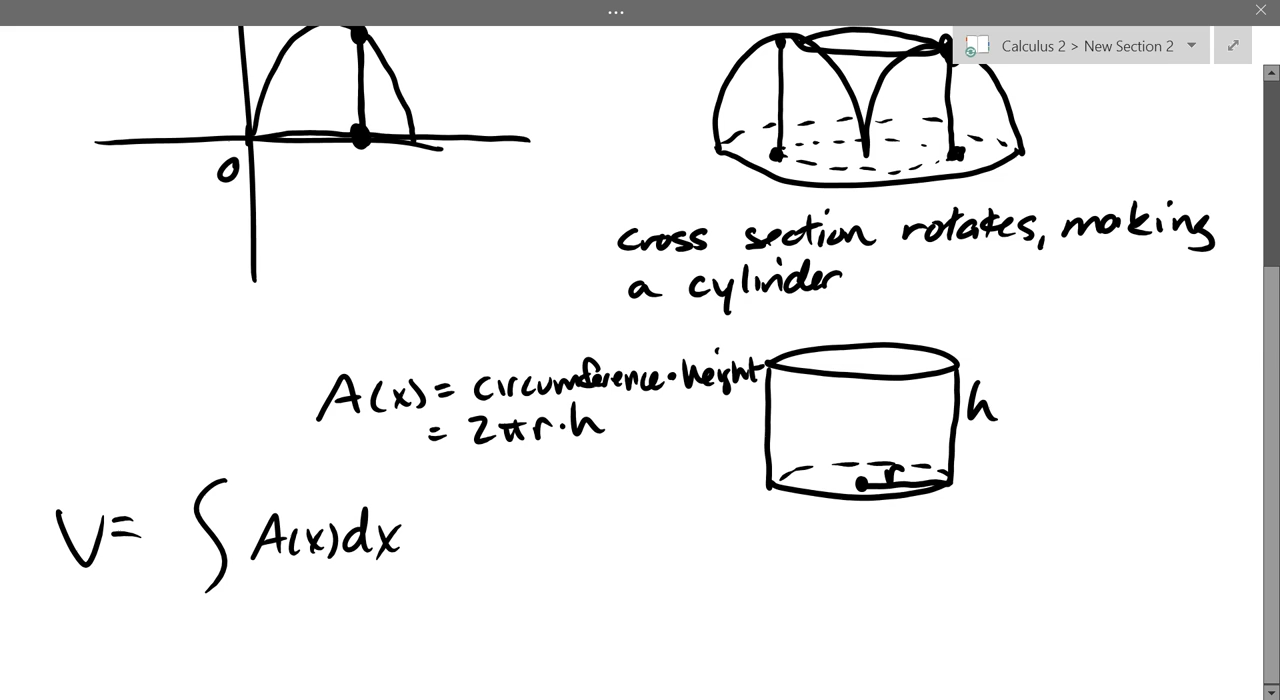 ...
Calculus 2 > New Section 2
0
cross section rotates, making
a cylinder
A(x) = circumference · height
= 2πr · h
h
r
V = ∫ A(x)dx